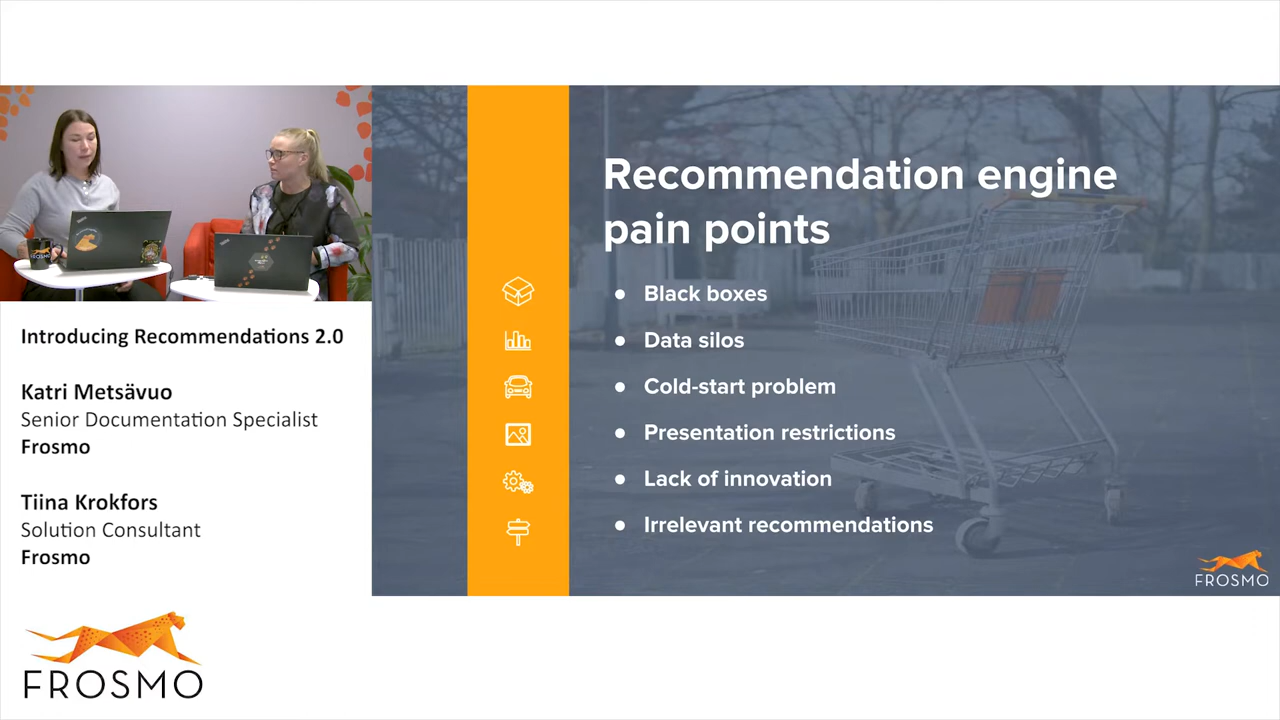 Recommendation engine
pain points
● Black boxes
● Data silos
● Cold-start problem
● Presentation restrictions
● Lack of innovation
● Irrelevant recommendations
FROSMO
FROSMO
Introducing Recommendations 2.0
Katri Metsävuo
Senior Documentation Specialist
Frosmo
Tiina Krokfors
Solution Consultant
Frosmo
FROSMO